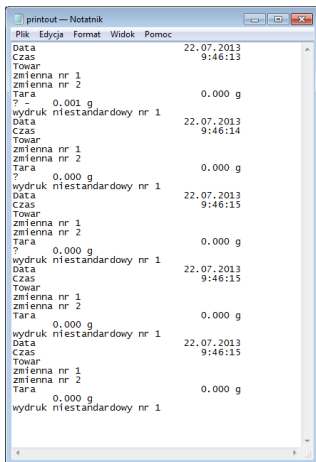 printout — Notatnik
Plik Edycja Format Widok Pomoc
Data 22.07.2013
Czas 9:46:13
Towar
zmienna nr 1
zmienna nr 2
Tara 0.000 g
? - 0.001 g
wydruk niestandardowy nr 1
Data 22.07.2013
Czas 9:46:14
Towar
zmienna nr 1
zmienna nr 2
Tara 0.000 g
? 0.000 g
wydruk niestandardowy nr 1
Data 22.07.2013
Czas 9:46:15
Towar
zmienna nr 1
zmienna nr 2
Tara 0.000 g
? 0.000 g
wydruk niestandardowy nr 1
Data 22.07.2013
Czas 9:46:15
Towar
zmienna nr 1
zmienna nr 2
Tara 0.000 g
0.000 g
wydruk niestandardowy nr 1
Data 22.07.2013
Czas 9:46:15
Towar
zmienna nr 1
zmienna nr 2
Tara 0.000 g
0.000 g
wydruk niestandardowy nr 1